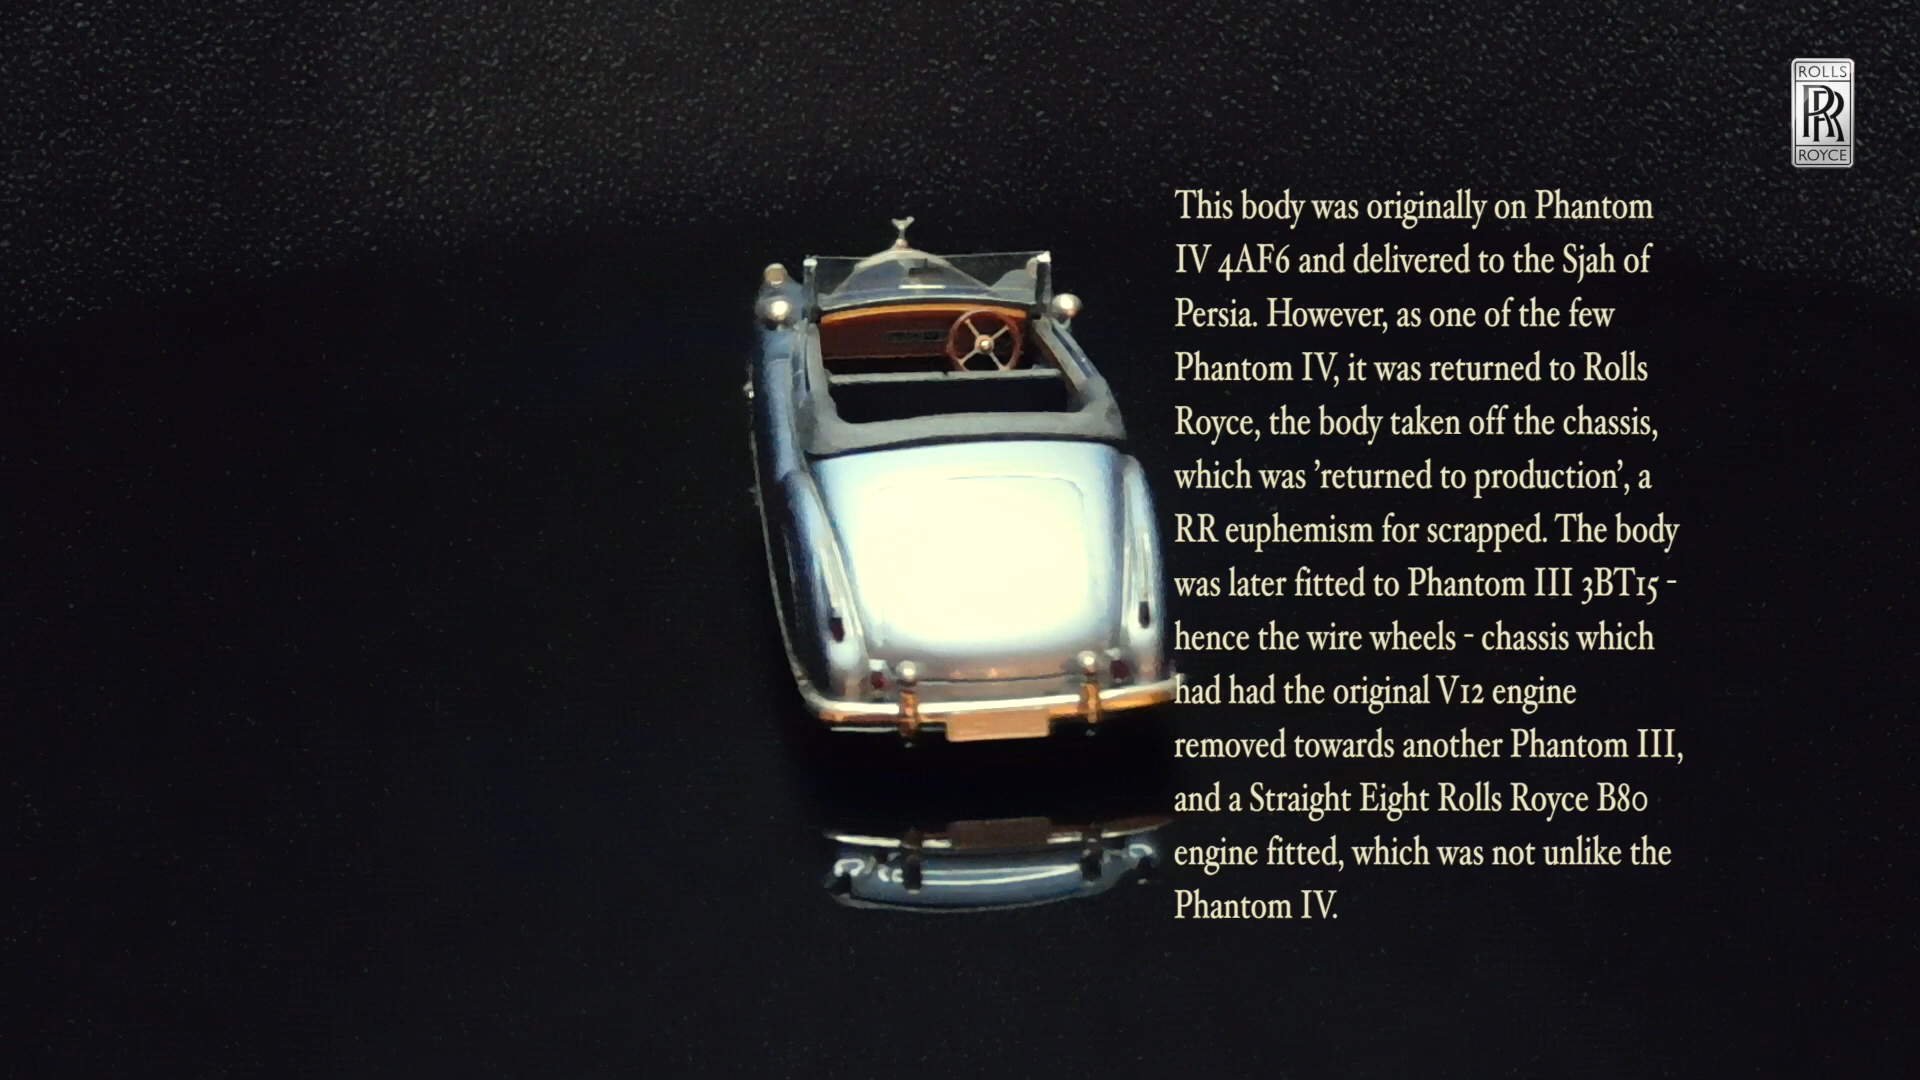 ROLLS
RR
ROYCE
This body was originally on Phantom
IV 4AF6 and delivered to the Sjah of
Persia. However, as one of the few
Phantom IV, it was returned to Rolls
Royce, the body taken off the chassis,
which was 'returned to production', a
RR euphemism for scrapped. The body
was later fitted to Phantom III 3BT15 -
hence the wire wheels - chassis which
had had the original V12 engine
removed towards another Phantom III,
and a Straight Eight Rolls Royce B80
engine fitted, which was not unlike the
Phantom IV.